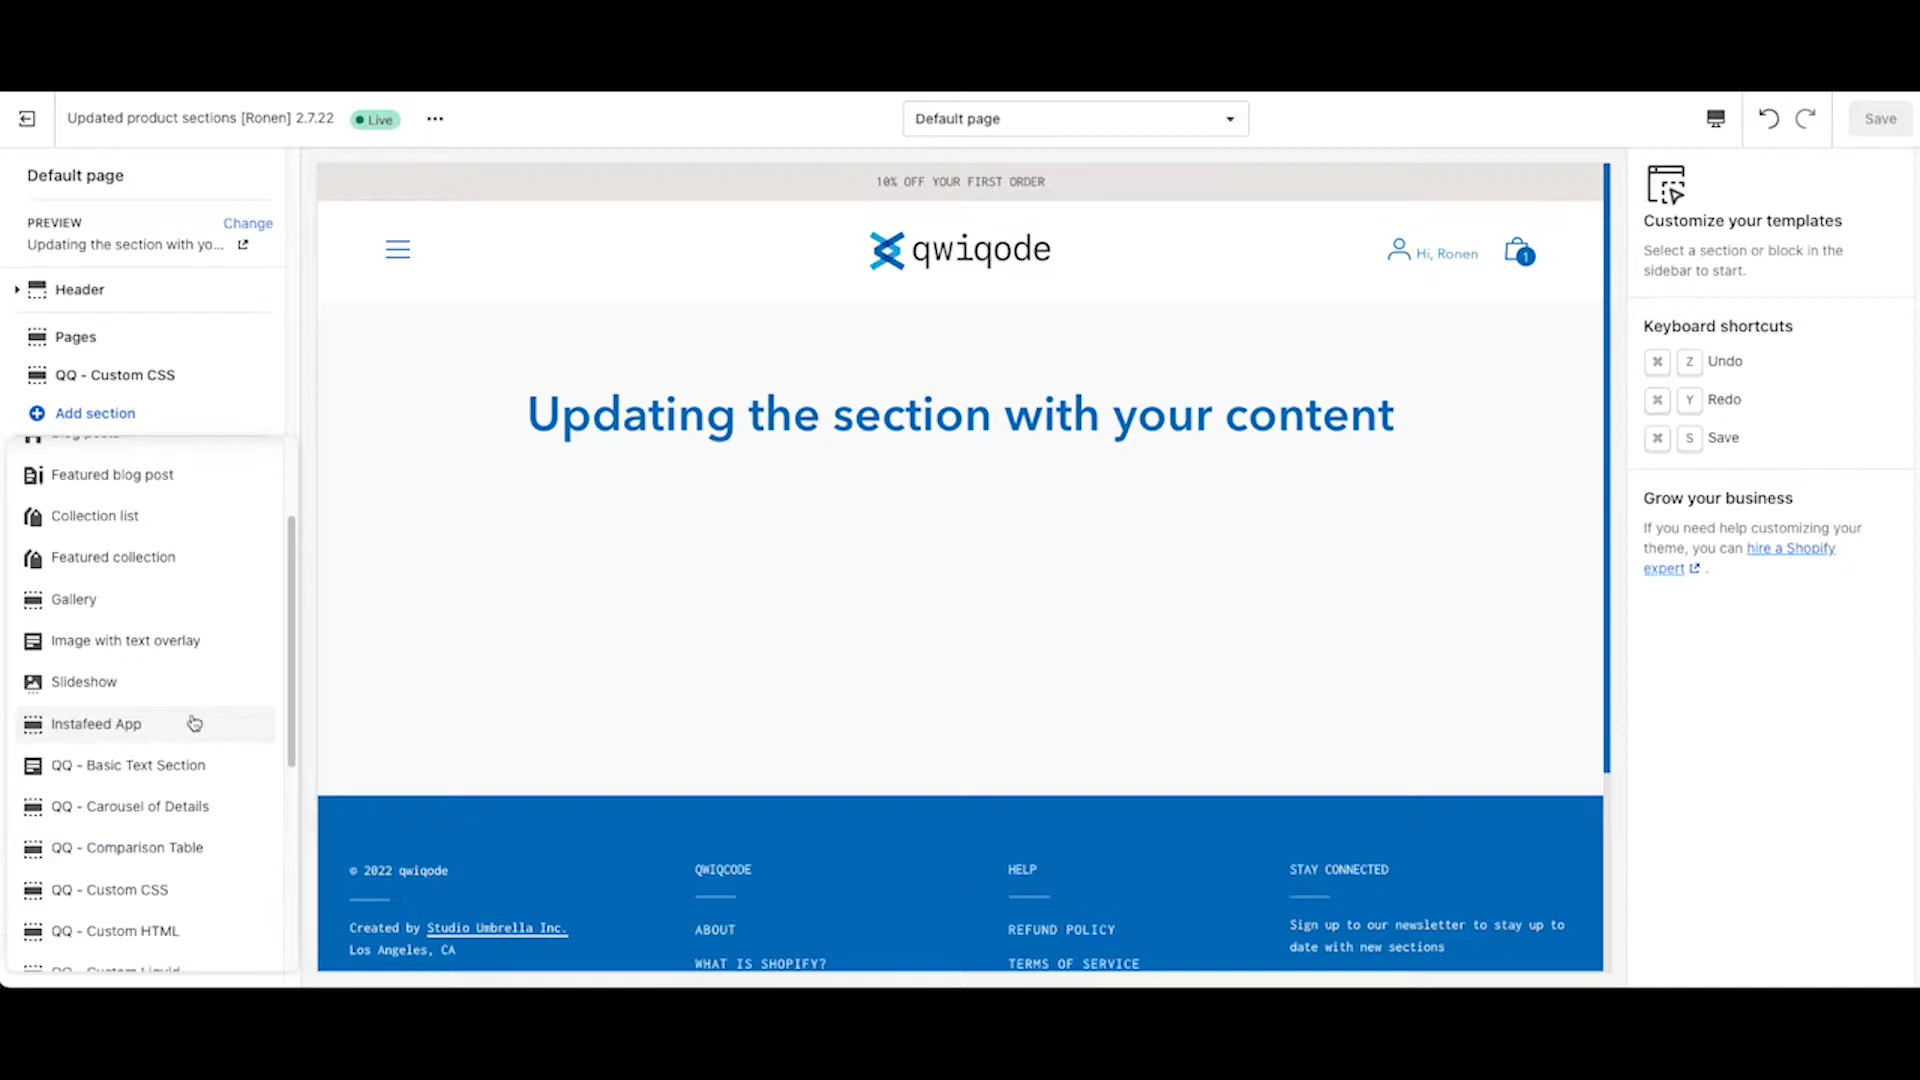 Updated product sections [Ronen] 2.7.22
Live
Default page
Save
Default page
PREVIEW
Change
Updating the section with yo...
Header
Pages
QQ - Custom CSS
Add section
Blog posts
Featured blog post
Collection list
Featured collection
Gallery
Image with text overlay
Slideshow
Instafeed App
QQ - Basic Text Section
QQ - Carousel of Details
QQ - Comparison Table
QQ - Custom CSS
QQ - Custom HTML
QQ - Custom Liquid
10% OFF YOUR FIRST ORDER
qwiqode
Hi, Ronen
1
Updating the section with your content
© 2022 qwiqode
Created by Studio Umbrella Inc.
Los Angeles, CA
QWIQCODE
ABOUT
WHAT IS SHOPIFY?
HELP
REFUND POLICY
TERMS OF SERVICE
STAY CONNECTED
Sign up to our newsletter to stay up to
date with new sections
Customize your templates
Select a section or block in the
sidebar to start.
Keyboard shortcuts
⌘ Z Undo
⌘ Y Redo
⌘ S Save
Grow your business
If you need help customizing your
theme, you can hire a Shopify
expert .